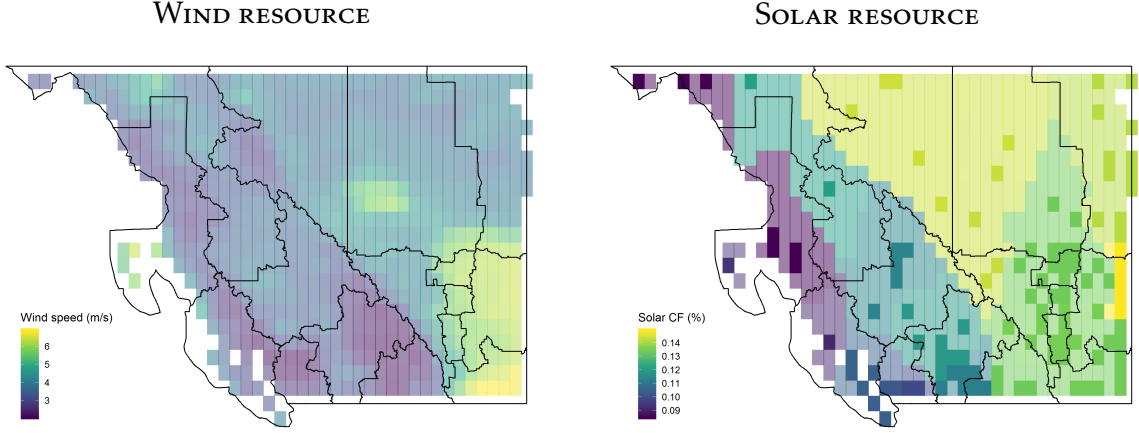 WIND RESOURCE
SOLAR RESOURCE
Wind speed (m/s)
6
5
4
3
Solar CF (%)
0.14
0.13
0.12
0.11
0.10
0.09